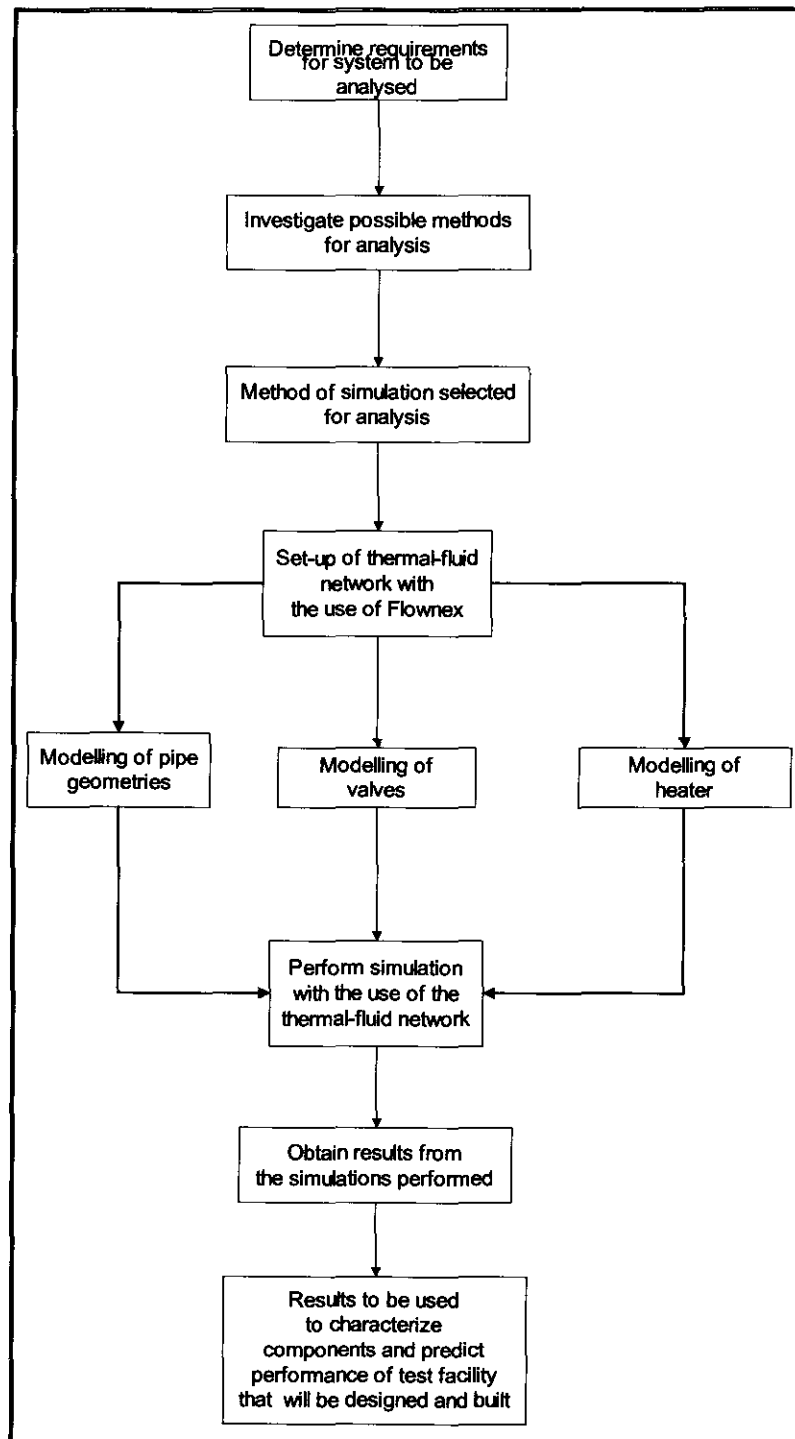 Determine requirements
for system to be
analysed
Investigate possible methods
for analysis
Method of simulation selected
for analysis
Set-up of thermal-fluid
network with
the use of Flownex
Modelling of pipe
geometries
Modelling of
valves
Modelling of
heater
Perform simulation
with the use of the
thermal-fluid network
Obtain results from
the simulations performed
Results to be used
to characterize
components and predict
performance of test facility
that will be designed and built